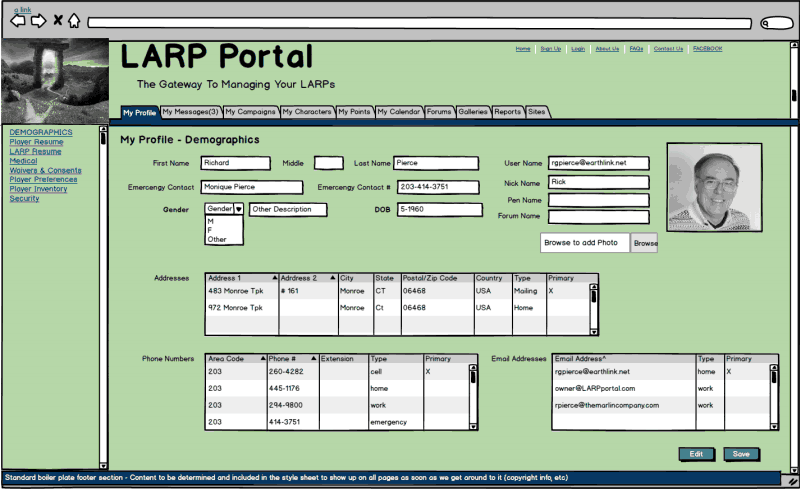 a link
LARP Portal
Home Sign Up Login About Us FAQs Contact Us FACEBOOK
The Gateway To Managing Your LARPs
My Profile My Messages(3) My Campaigns My Characters My Points My Calendar Forums Galleries Reports Sites
DEMOGRAPHICS
Player Resume
LARP Resume
Medical
Waivers & Consents
Player Preferences
Player Inventory
Security
My Profile - Demographics
First Name Richard Middle Last Name Pierce User Name rgpierce@earthlink.net
Emercengy Contact Monique Pierce Emercengy Contact # 203-414-3751 Nick Name Rick
Pen Name
Gender Gender Other Description DOB 5-1960 Forum Name
M
F
Other
Browse to add Photo Browse
Addresses Address 1 Adrdress 2 City State Postal/Zip Code Country Type Primary
483 Monroe Tpk # 161 Monroe CT 06468 USA Mailing X
972 Monroe Tpk Monroe Ct 06468 USA Home
Phone Numbers Area Code Phone # Extension Type Primary Email Addresses Email Address^ Type Primary
203 260-4282 cell X rgpierce@earthlink.net home X
203 445-1176 home owner@LARPportal.com work
203 294-9800 work rpierce@themarlincompany.com work
203 414-3751 emergency
Edit Save
Standard boiler plate footer section - Content to be determined and included in the style sheet to show up on all pages as soon as we get around to it (copyright info, etc)